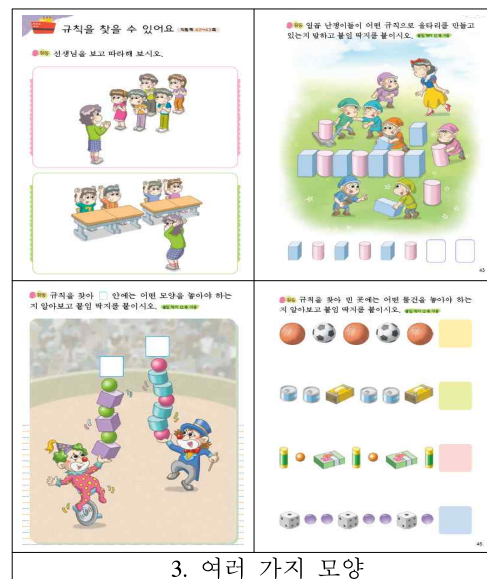 규칙을 찾을 수 있어요
선생님을 보고 따라해 보시오.
일곱 난쟁이들이 어떤 규칙으로 울타리를 만들고
있는지 말하고 붙임 딱지를 붙이시오.
43
규칙을 찾아 □ 안에는 어떤 모양을 놓아야 하는
지 알아보고 붙임 딱지를 붙이시오.
규칙을 찾아 빈 곳에는 어떤 물건을 놓아야 하는
지 알아보고 붙임 딱지를 붙이시오.
45
3. 여러 가지 모양